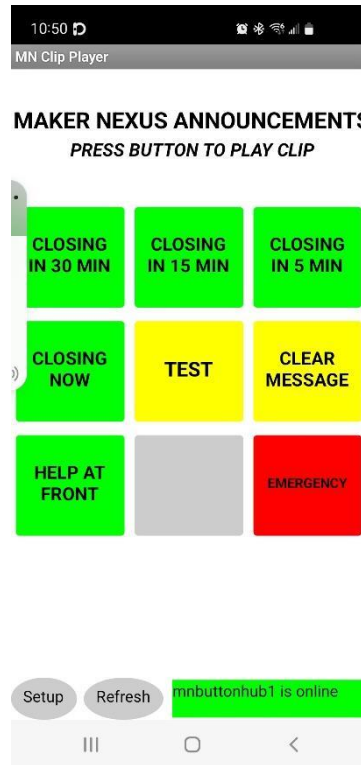 10:50
MN Clip Player
MAKER NEXUS ANNOUNCEMENTS
PRESS BUTTON TO PLAY CLIP
CLOSING
IN 30 MIN
CLOSING
IN 15 MIN
CLOSING
IN 5 MIN
CLOSING
NOW
TEST
CLEAR
MESSAGE
HELP AT
FRONT
EMERGENCY
Setup
Refresh
mnbuttonhub1 is online